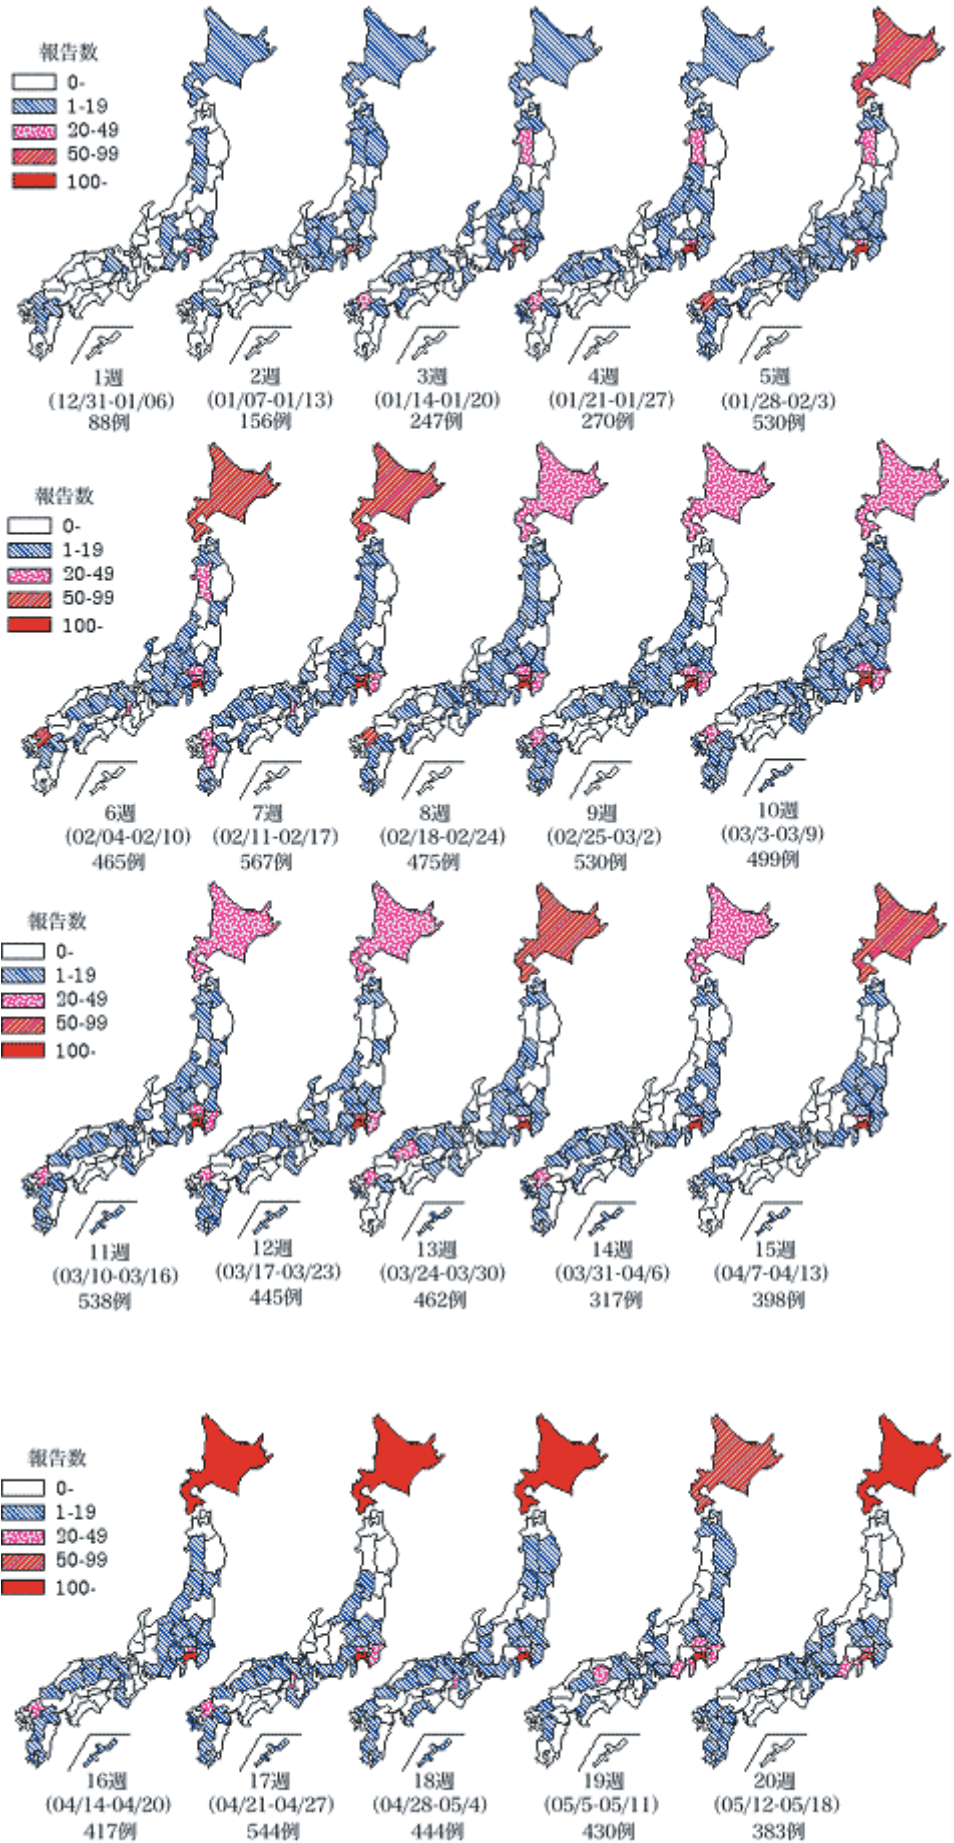 報告数
0-
1-19
20-49
50-99
100-
1週
(12/31-01/06)
88例
2週
(01/07-01/13)
156例
3週
(01/14-01/20)
247例
4週
(01/21-01/27)
270例
5週
(01/28-02/3)
530例
報告数
0-
1-19
20-49
50-99
100-
6週
(02/04-02/10)
465例
7週
(02/11-02/17)
567例
8週
(02/18-02/24)
475例
9週
(02/25-03/2)
530例
10週
(03/3-03/9)
499例
報告数
0-
1-19
20-49
50-99
100-
11週
(03/10-03/16)
538例
12週
(03/17-03/23)
445例
13週
(03/24-03/30)
462例
14週
(03/31-04/6)
317例
15週
(04/7-04/13)
398例
報告数
0-
1-19
20-49
50-99
100-
16週
(04/14-04/20)
417例
17週
(04/21-04/27)
544例
18週
(04/28-05/4)
444例
19週
(05/5-05/11)
430例
20週
(05/12-05/18)
383例